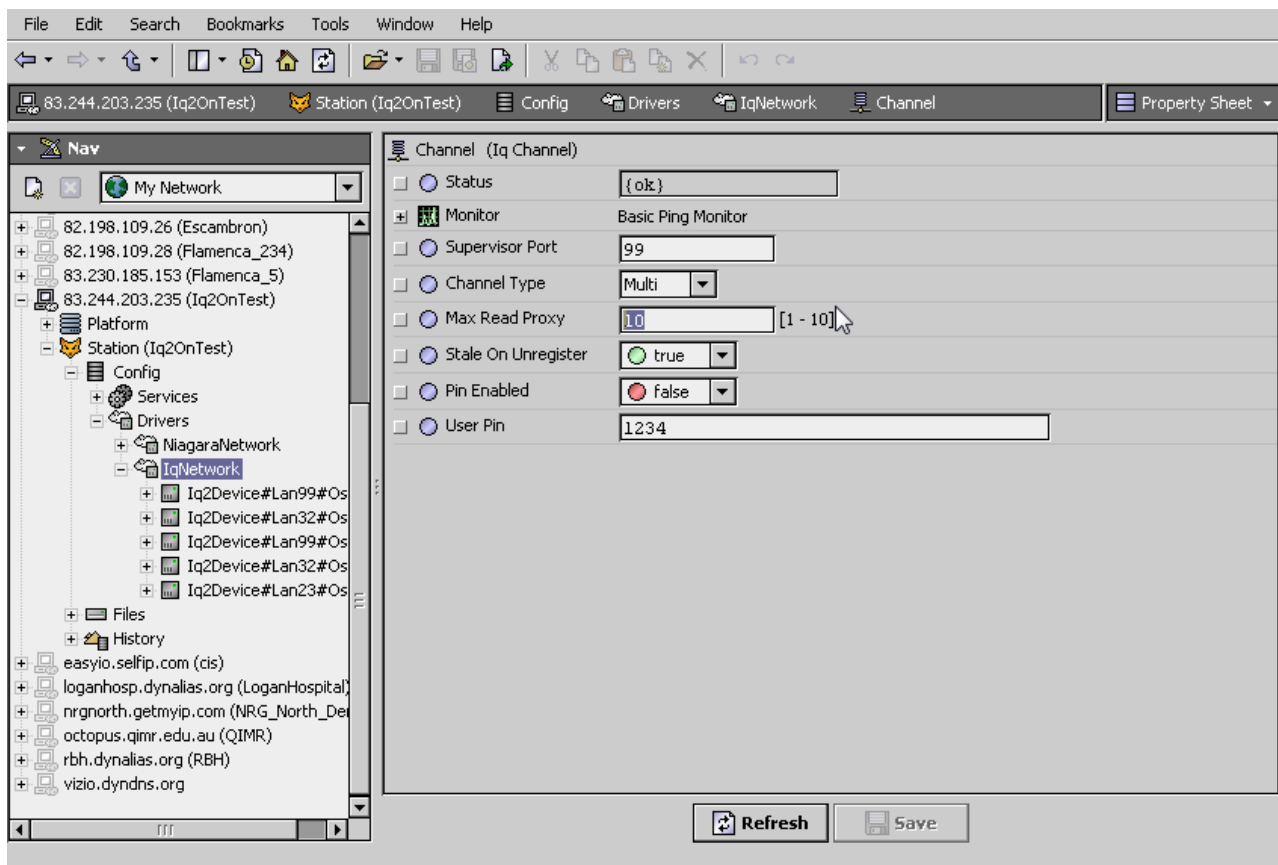 File Edit Search Bookmarks Tools Window Help
83.244.203.235 (Iq2OnTest) Station (Iq2OnTest) Config Drivers IqNetwork Channel Property Sheet
Nav
My Network
82.198.109.26 (Escambron)
82.198.109.28 (Flamenca_234)
83.230.185.153 (Flamenca_5)
83.244.203.235 (Iq2OnTest)
Platform
Station (Iq2OnTest)
Config
Services
Drivers
NiagaraNetwork
IqNetwork
Iq2Device#Lan99#Os
Iq2Device#Lan32#Os
Iq2Device#Lan99#Os
Iq2Device#Lan32#Os
Iq2Device#Lan23#Os
Files
History
easyio.selfip.com (cis)
loganhosp.dynalias.org (LoganHospital)
nrgnorth.getmyip.com (NRG_North_De
octopus.qimr.edu.au (QIMR)
rbh.dynalias.org (RBH)
vizio.dyndns.org
Channel (Iq Channel)
Status {ok}
Monitor Basic Ping Monitor
Supervisor Port 99
Channel Type Multi
Max Read Proxy 10 [1 - 10]
Stale On Unregister true
Pin Enabled false
User Pin 1234
Refresh Save